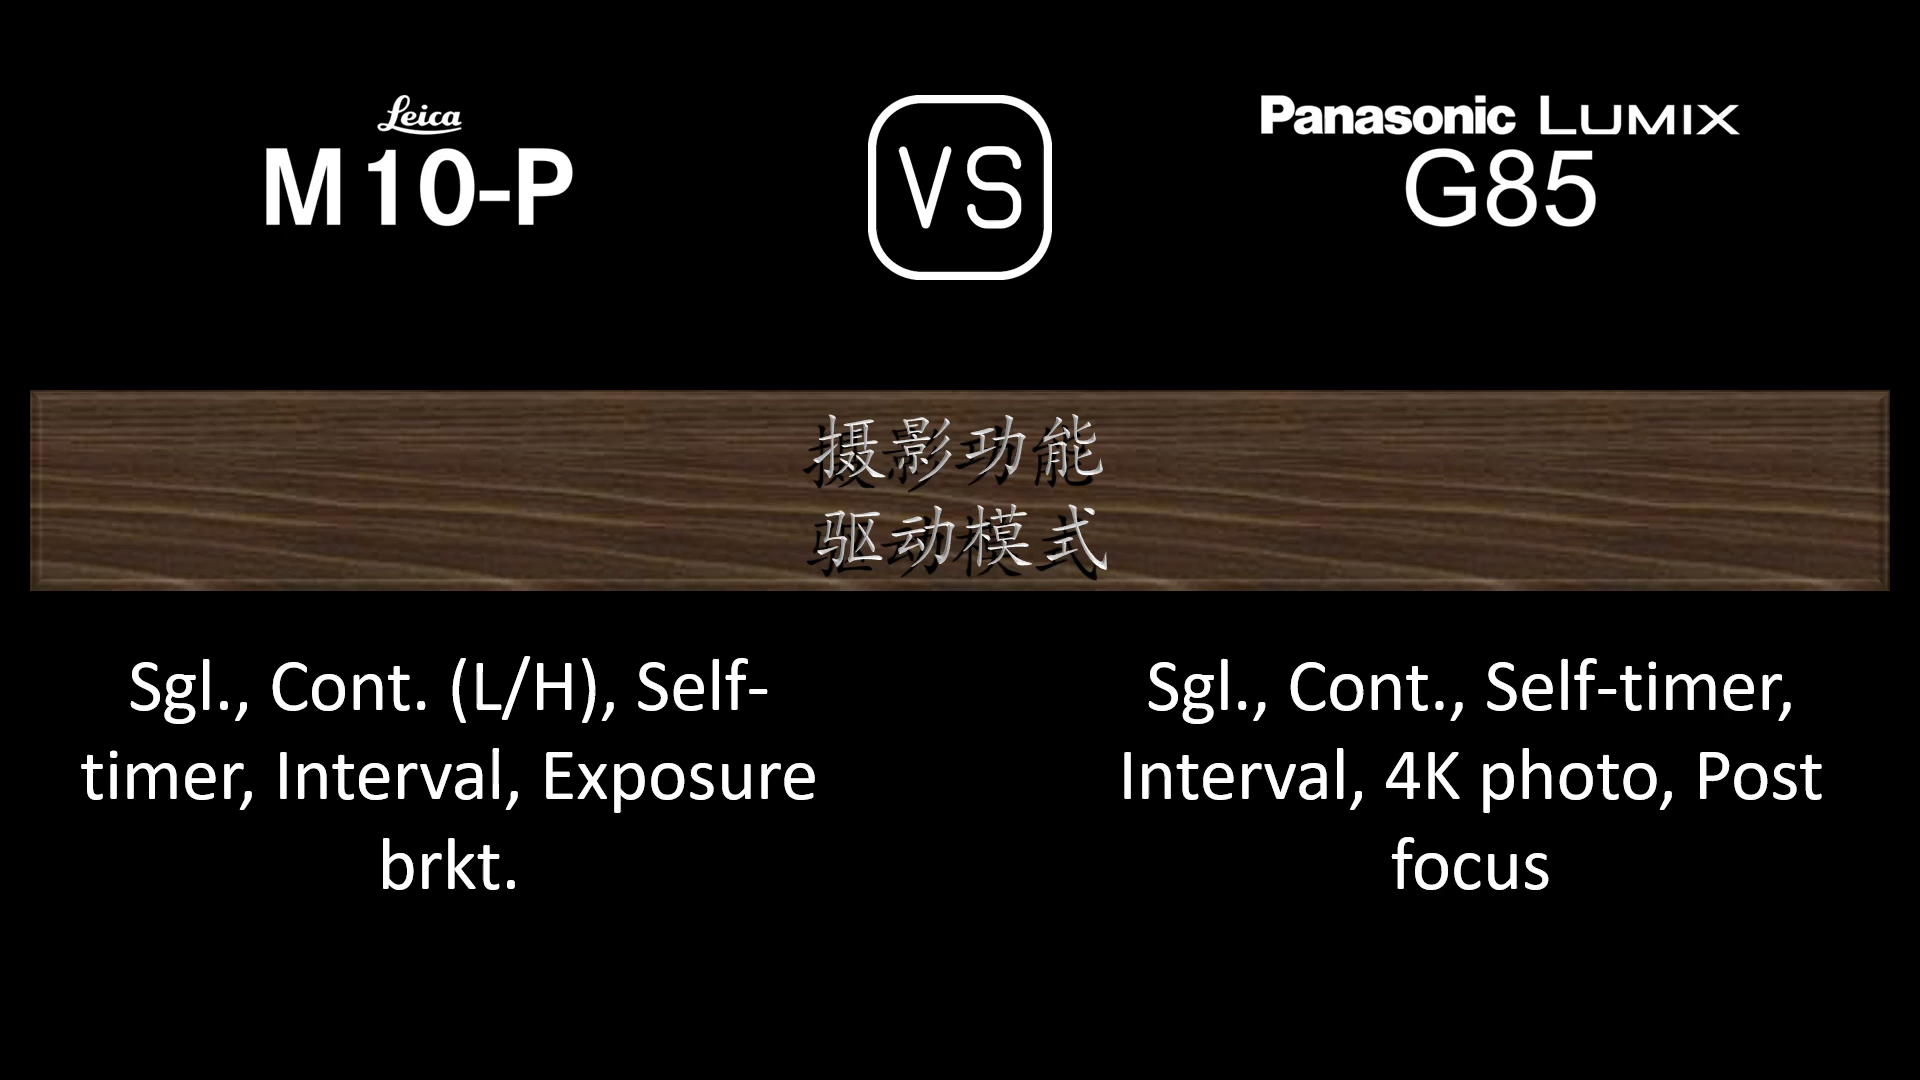 Leica
M10-P
VS
Panasonic LUMIX
G85
摄影功能
驱动模式
Sgl., Cont. (L/H), Self-
timer, Interval, Exposure
brkt.
Sgl., Cont., Self-timer,
Interval, 4K photo, Post
focus